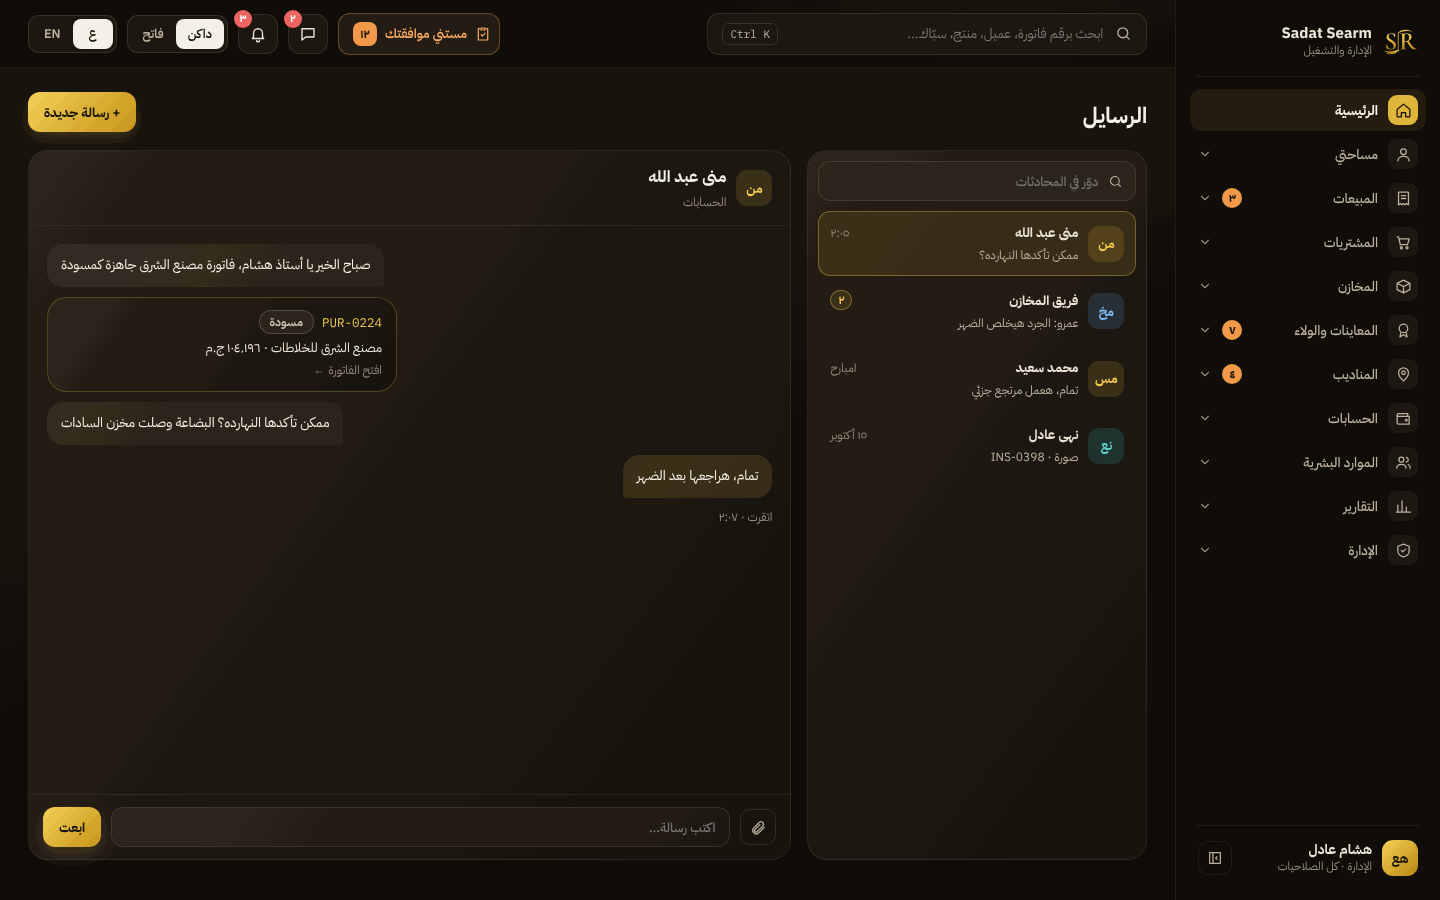 Sadat Searm
الإدارة والتشغيل
الرئيسية
مساحتي
المبيعات ٣
المشتريات
المخازن
المعاينات والولاء ٧
المناديب ٤
الحسابات
الموارد البشرية
التقارير
الإدارة
هع
هشام عادل
الإدارة · كل الصلاحيات
ابحث برقم فاتورة، عميل، منتج، سبّاك... Ctrl K
مستني موافقتك ١٢
٢
٣
داكن فاتح
ع EN
الرسايل
+ رسالة جديدة
دوّر في المحادثات
من
منى عبد الله ٢:٠٥
ممكن تأكدها النهارده؟
مخ
فريق المخازن ٢
عمرو: الجرد هيخلص الضهر
مس
محمد سعيد امبارح
تمام، هعمل مرتجع جزئي
نع
نهى عادل ١٥ أكتوبر
صورة · INS-0398
من
منى عبد الله
الحسابات
صباح الخير يا أستاذ هشام، فاتورة مصنع الشرق جاهزة كمسودة
PUR-0224 مسودة
مصنع الشرق للخلاطات · ١٠٤٬١٩٦ ج.م
افتح الفاتورة ←
ممكن تأكدها النهارده؟ البضاعة وصلت مخزن السادات
تمام، هراجعها بعد الضهر
اتقرت · ٢:٠٧
اكتب رسالة...
ابعت